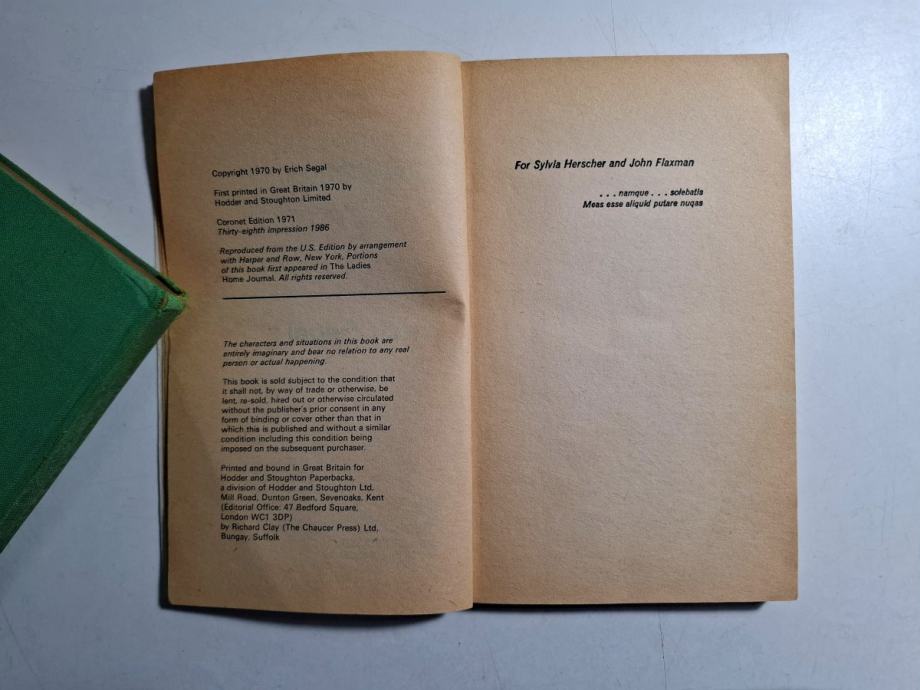 Copyright 1970 by Erich Segal
First printed in Great Britain 1970 by
Hodder and Stoughton Limited
Coronet Edition 1971
Thirty-eighth impression 1986
Reproduced from the U.S. Edition by arrangement
with Harper and Row, New York, Portions
of this book first appeared in The Ladies
Home Journal. All rights reserved.
The characters and situations in this book are
entirely imaginary and bear no relation to any real
person or actual happening.
This book is sold subject to the condition that
it shall not, by way of trade or otherwise, be
lent, re-sold, hired out or otherwise circulated
without the publisher's prior consent in any
form of binding or cover other than that in
which this is published and without a similar
condition including this condition being
imposed on the subsequent purchaser.
Printed and bound in Great Britain for
Hodder and Stoughton Paperbacks,
a division of Hodder and Stoughton Ltd,
Mill Road, Dunton Green, Sevenoaks, Kent
(Editorial Office: 47 Bedford Square,
London WC1 3DP)
by Richard Clay (The Chaucer Press) Ltd,
Bungay, Suffolk
For Sylvia Herscher and John Flaxman
. . . namque . . . solebatis
Meas esse aliquid putare nugas